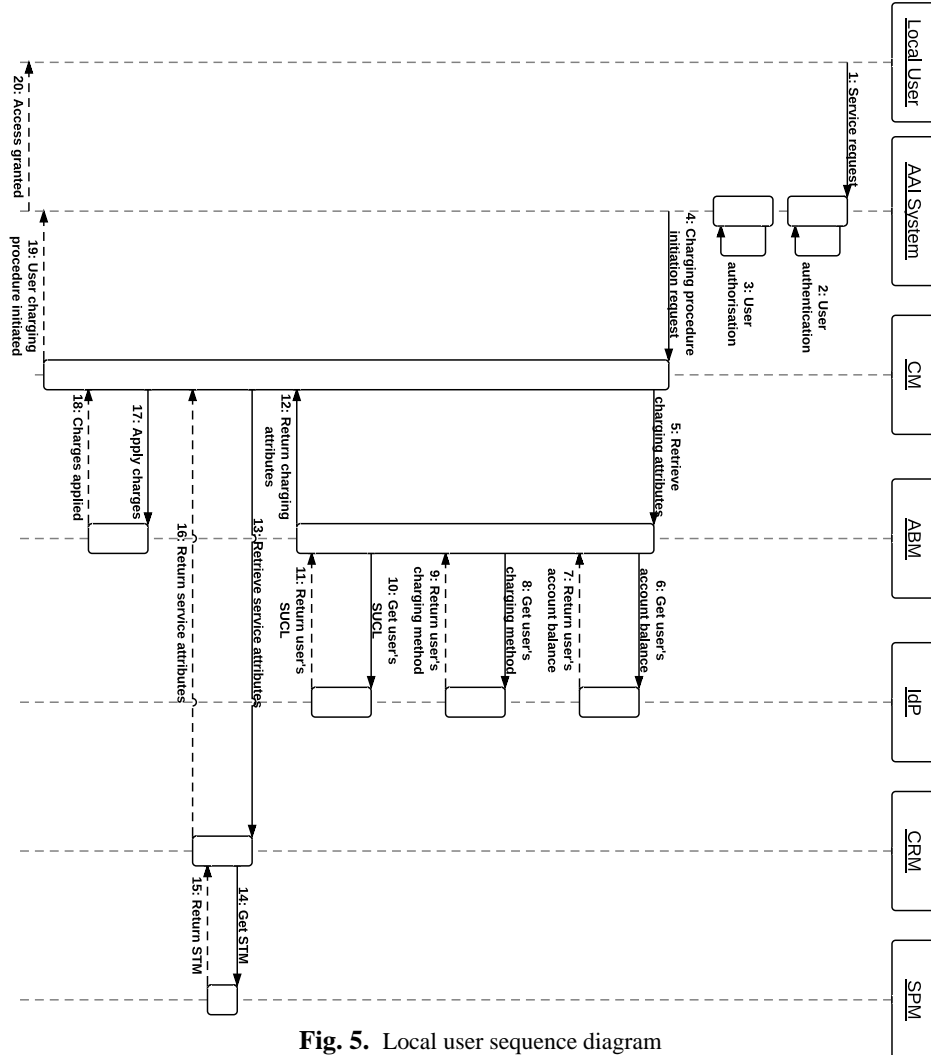 Local User
AAI System
CM
ABM
IdP
CRM
SPM
1: Service request
2: User
authentication
3: User
authorisation
4: Charging procedure
initiation request
5: Retrieve
charging attributes
6: Get user's
account balance
7: Return user's
account balance
8: Get user's
charging method
9: Return user's
charging method
10: Get user's
SUCL
11: Return user's
SUCL
12: Return charging
attributes
13: Retrieve service attributes
14: Get STM
15: Return STM
16: Return service attributes
17: Apply charges
18: Charges applied
19: User charging
procedure initiated
20: Access granted
Fig. 5. Local user sequence diagram